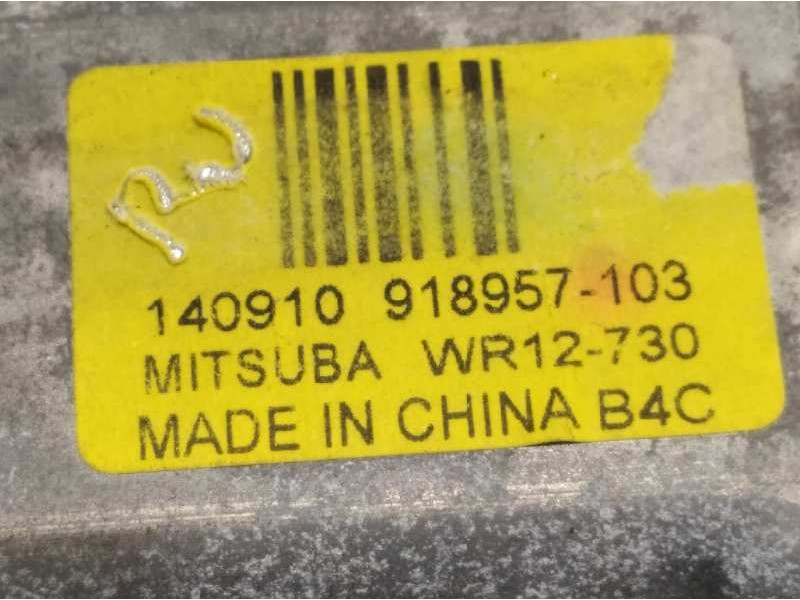 140910 918957-103
MITSUBA WR12-730
MADE IN CHINA B4C